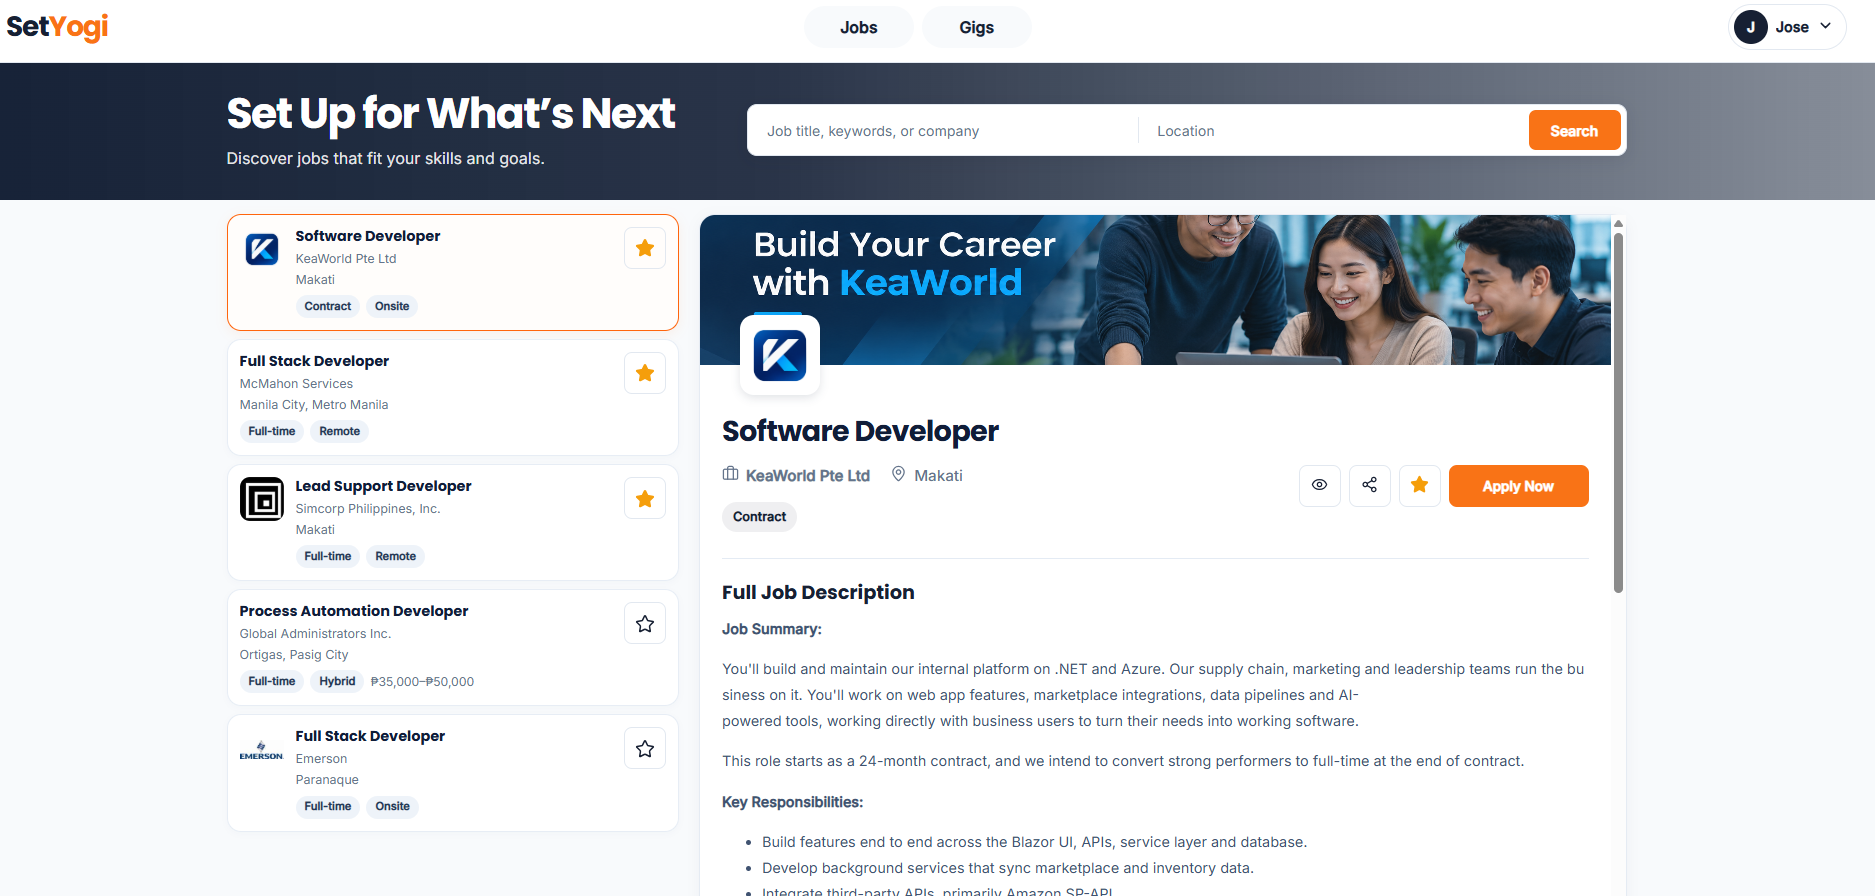 SetYogi
Jobs
Gigs
J
Jose
Set Up for What's Next
Discover jobs that fit your skills and goals.
Job title, keywords, or company
Location
Search
Software Developer
KeaWorld Pte Ltd
Makati
Contract
Onsite
Full Stack Developer
McMahon Services
Manila City, Metro Manila
Full-time
Remote
Lead Support Developer
Simcorp Philippines, Inc.
Makati
Full-time
Remote
Process Automation Developer
Global Administrators Inc.
Ortigas, Pasig City
Full-time
Hybrid
₱35,000–₱50,000
EMERSON
Full Stack Developer
Emerson
Paranaque
Full-time
Onsite
Build Your Career
with KeaWorld
Software Developer
KeaWorld Pte Ltd
Makati
Apply Now
Contract
Full Job Description
Job Summary:
You'll build and maintain our internal platform on .NET and Azure. Our supply chain, marketing and leadership teams run the bu
siness on it. You'll work on web app features, marketplace integrations, data pipelines and AI-
powered tools, working directly with business users to turn their needs into working software.
This role starts as a 24-month contract, and we intend to convert strong performers to full-time at the end of contract.
Key Responsibilities:
Build features end to end across the Blazor UI, APIs, service layer and database.
Develop background services that sync marketplace and inventory data.
Integrate third-party APIs, primarily Amazon SP-API.